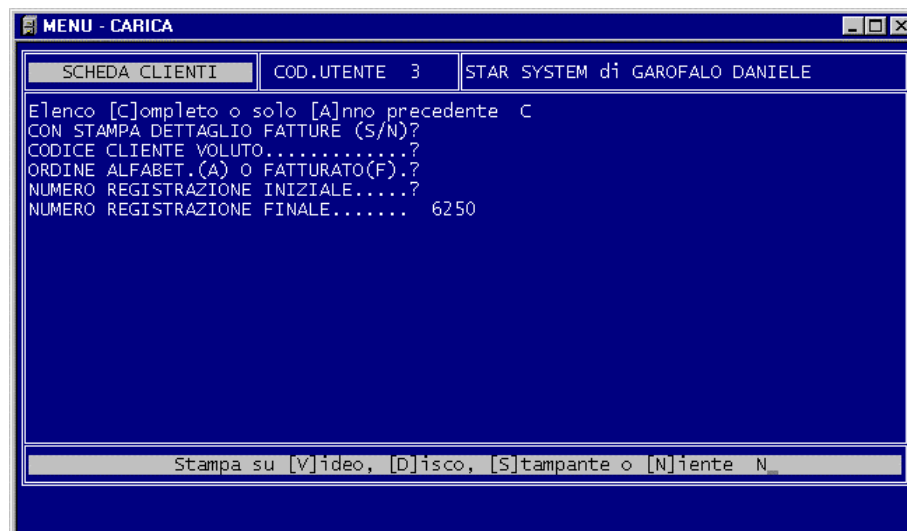 MENU - CARICA
SCHEDA CLIENTI COD.UTENTE 3 STAR SYSTEM di GAROFALO DANIELE
Elenco [C]ompleto o solo [A]nno precedente C
CON STAMPA DETTAGLIO FATTURE (S/N)?
CODICE CLIENTE VOLUTO.............?
ORDINE ALFABET.(A) O FATTURATO(F).?
NUMERO REGISTRAZIONE INIZIALE.....?
NUMERO REGISTRAZIONE FINALE....... 6250
Stampa su [V]ideo, [D]isco, [S]tampante o [N]iente N_